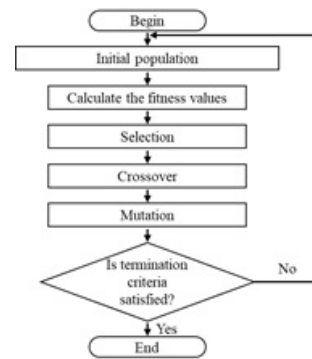 Begin
Initial population
Calculate the fitness values
Selection
Crossover
Mutation
Is termination
criteria
satisfied?
No
Yes
End